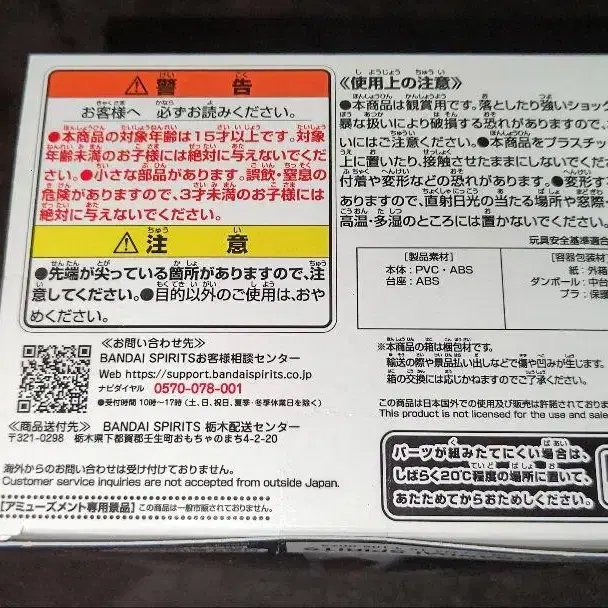 ⚠警告
お客様へ 必ずお読みください。
●本商品の対象年齢は15才以上です。対象
年齢未満のお子様には絶対に与えないでくだ
さい。●小さな部品があります。誤飲・窒息の
危険がありますので、3才未満のお子様には
絶対に与えないでください。
⚠注意
●先端が尖っている箇所がありますので、注
意してください。●目的以外のご使用は、おや
めください。
≪お問い合わせ先≫
BANDAI SPIRITSお客様相談センター
Web https://support.bandaispirits.co
ナビダイヤル 0570-078-001
●受付時間 10時〜17時(土、日、祝日、夏季・冬季休業日を除く)
≪商品送付先≫ BANDAI SPIRITS 栃木配送センター
〒321-0298 栃木県下都賀郡壬生町おもちゃのまち4-2-20
海外からのお問い合わせは受け付けておりません。
Customer service inquiries are not accepted from outside Japan.
[アミューズメント専用景品] この商品は一般市販されておりません。
≪使用上の注意≫
●本商品は観賞用です。落としたり強いショッ
暴な扱いにより破損する恐れがありますので、
いにはご注意ください。●本商品をプラスチッ
上に置いたり、接触させたままにしないでくださ
付着や変形などの恐れがあります。●変形する
ありますので、直射日光の当たる場所や窓際・
高温・多湿のところには置かないでください。
玩具安全基準適合
[製品素材]
本体：PVC・ABS
台座：ABS
[容器包装材
紙：外箱
ダンボール：中台
プラ：保護
※本商品の箱は梱包材です。
輸送の際や景品払い出しなどで傷や凹みが生じます。
箱の交換には応じかねますのでご了承ください。
この商品は日本国外での使用及び販売は許諾されており
This product is not licensed for the use and sale
パーツが組みたてにくい場合は、
しばらく20℃程度の場所に置いて、
あたためてからおためしください。